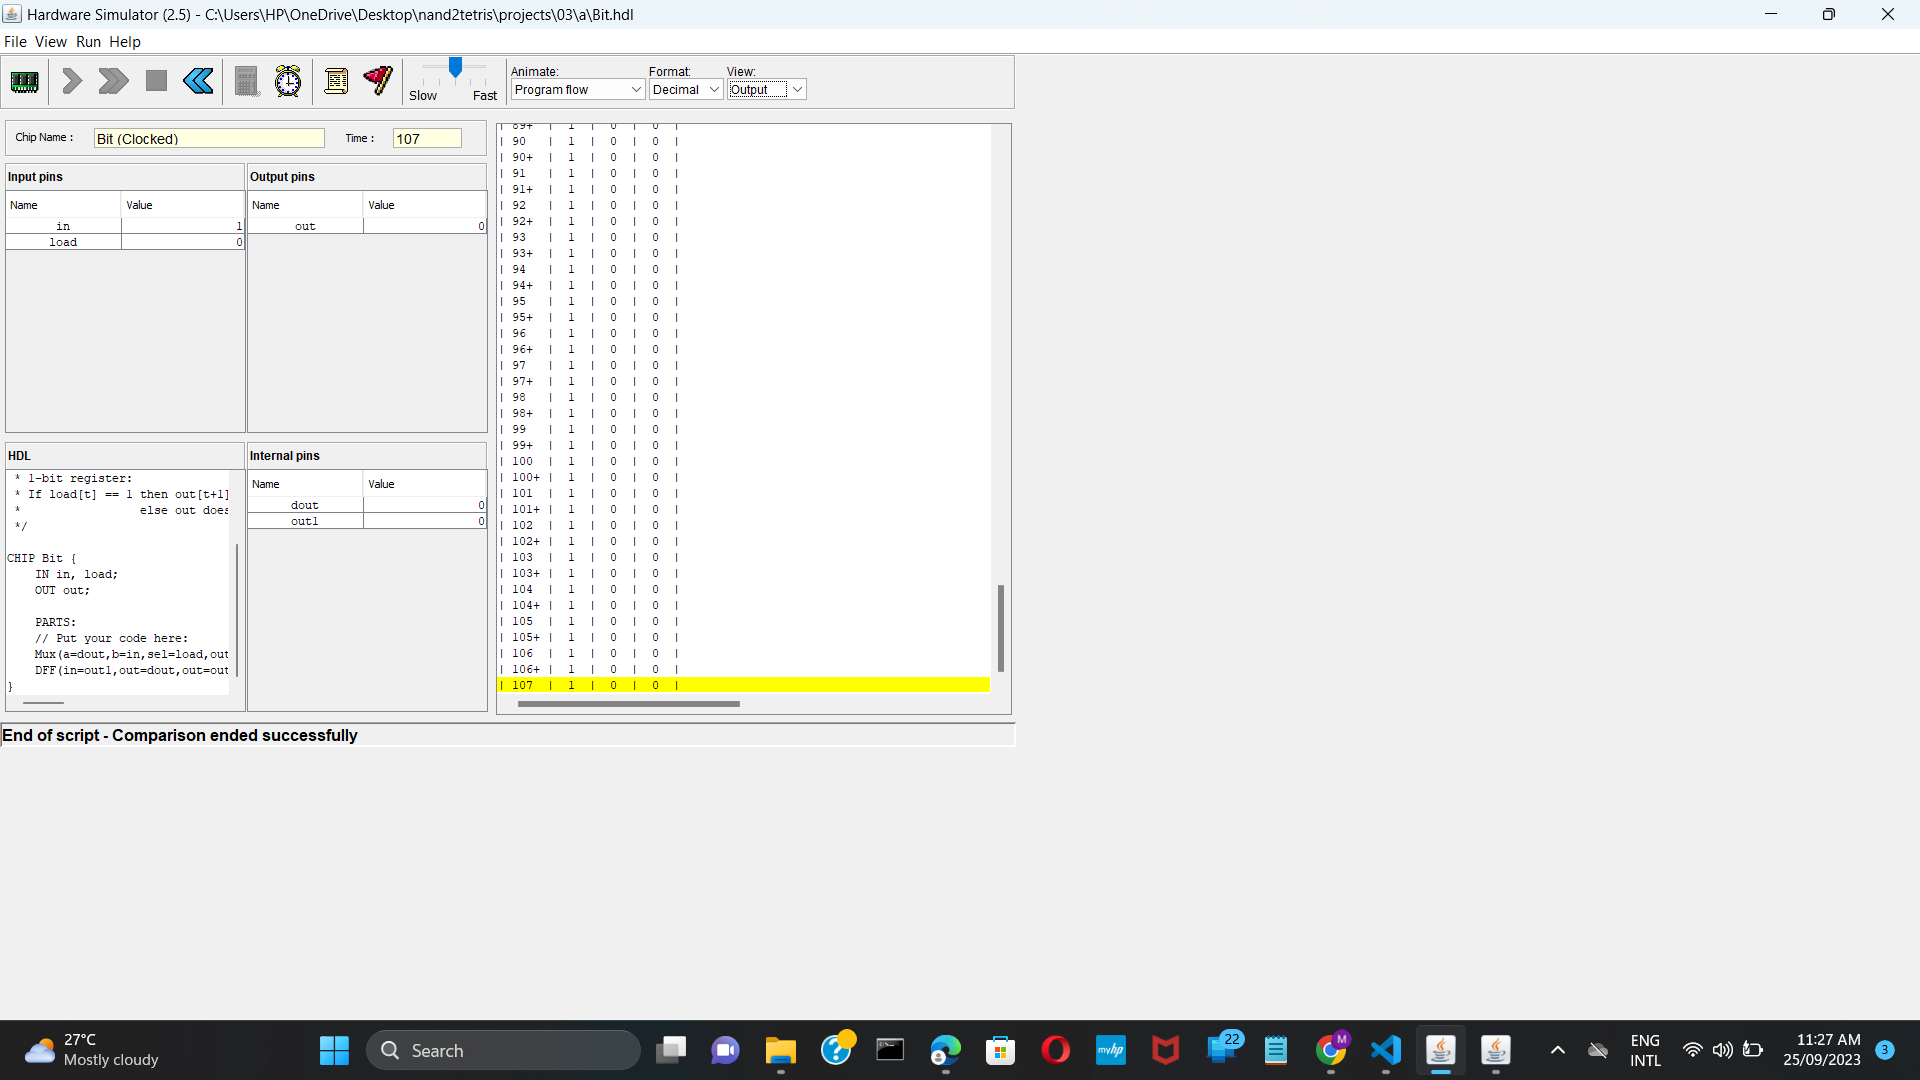 Hardware Simulator (2.5) - C:\Users\HP\OneDrive\Desktop\nand2tetris\projects\03\a\Bit.hdl
File View Run Help
Slow Fast
Animate: Format: View:
Program flow Decimal Output
Chip Name : Bit (Clocked) Time : 107
Input pins
Name Value
in 1
load 0
Output pins
Name Value
out 0
HDL
* 1-bit register:
* If load[t] == 1 then out[t+1]
* else out does
*/
CHIP Bit {
IN in, load;
OUT out;
PARTS:
// Put your code here:
Mux(a=dout,b=in,sel=load,out
DFF(in=out1,out=dout,out=out
}
Internal pins
Name Value
dout 0
out1 0
| 89+ | 1 | 0 | 0 |
| 90 | 1 | 0 | 0 |
| 90+ | 1 | 0 | 0 |
| 91 | 1 | 0 | 0 |
| 91+ | 1 | 0 | 0 |
| 92 | 1 | 0 | 0 |
| 92+ | 1 | 0 | 0 |
| 93 | 1 | 0 | 0 |
| 93+ | 1 | 0 | 0 |
| 94 | 1 | 0 | 0 |
| 94+ | 1 | 0 | 0 |
| 95 | 1 | 0 | 0 |
| 95+ | 1 | 0 | 0 |
| 96 | 1 | 0 | 0 |
| 96+ | 1 | 0 | 0 |
| 97 | 1 | 0 | 0 |
| 97+ | 1 | 0 | 0 |
| 98 | 1 | 0 | 0 |
| 98+ | 1 | 0 | 0 |
| 99 | 1 | 0 | 0 |
| 99+ | 1 | 0 | 0 |
| 100 | 1 | 0 | 0 |
| 100+ | 1 | 0 | 0 |
| 101 | 1 | 0 | 0 |
| 101+ | 1 | 0 | 0 |
| 102 | 1 | 0 | 0 |
| 102+ | 1 | 0 | 0 |
| 103 | 1 | 0 | 0 |
| 103+ | 1 | 0 | 0 |
| 104 | 1 | 0 | 0 |
| 104+ | 1 | 0 | 0 |
| 105 | 1 | 0 | 0 |
| 105+ | 1 | 0 | 0 |
| 106 | 1 | 0 | 0 |
| 106+ | 1 | 0 | 0 |
| 107 | 1 | 0 | 0 |
End of script - Comparison ended successfully
27°C
Mostly cloudy
Search
myhp
22
M
ENG
INTL
11:27 AM
25/09/2023
3